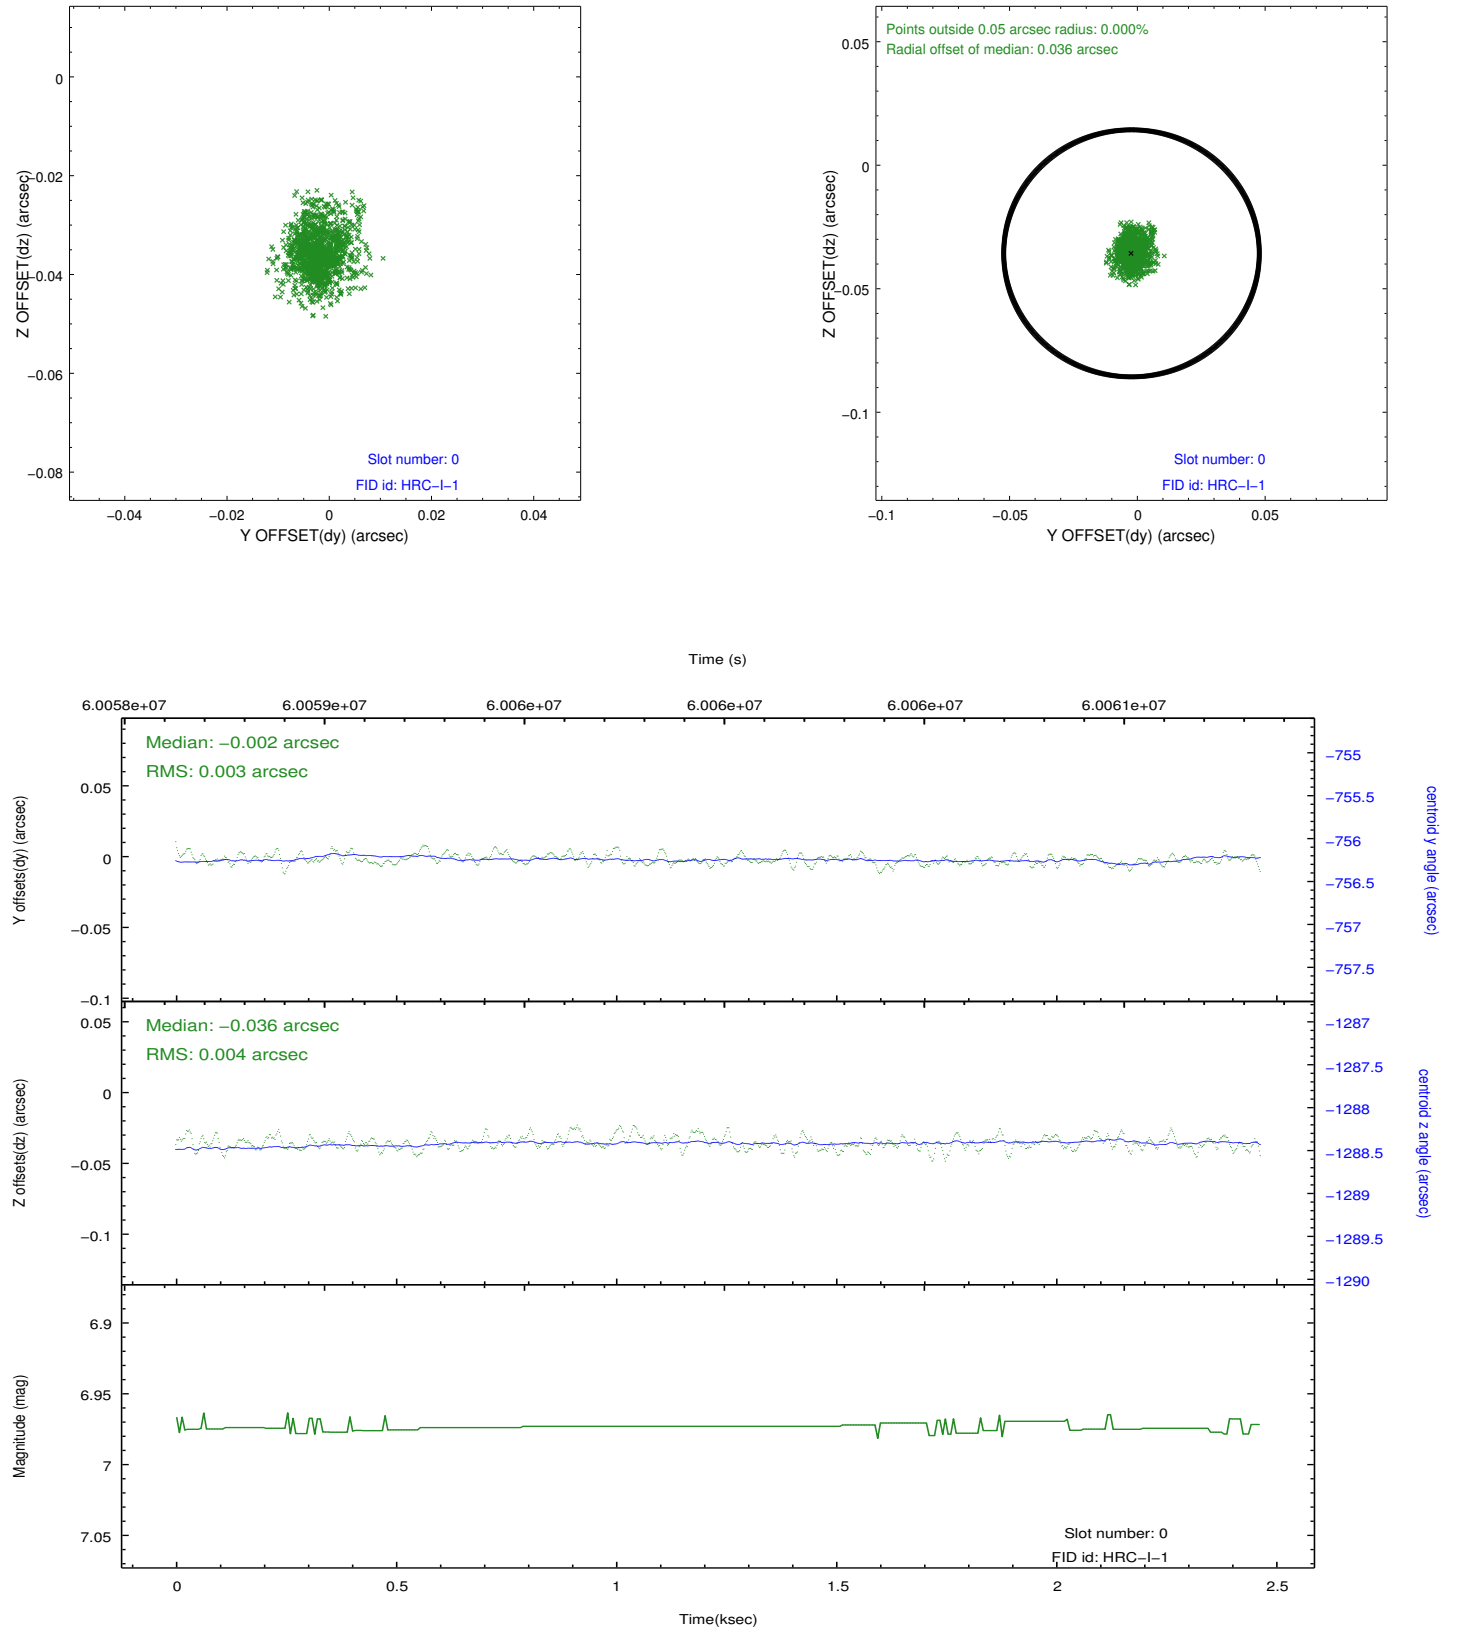 0
−0.02
−0.04
−0.06
−0.08
Z OFFSET(dz) (arcsec)
Slot number: 0
FID id: HRC−I−1
−0.04
−0.02
0
0.02
0.04
Y OFFSET(dy) (arcsec)
Points outside 0.05 arcsec radius: 0.000%
Radial offset of median: 0.036 arcsec
0.05
0
−0.05
−0.1
Z OFFSET(dz) (arcsec)
Slot number: 0
FID id: HRC−I−1
−0.1
−0.05
0
0.05
Y OFFSET(dy) (arcsec)
Time (s)
6.0058e+07
6.0059e+07
6.006e+07
6.006e+07
6.006e+07
6.0061e+07
Median: −0.002 arcsec
RMS: 0.003 arcsec
0.05
0
−0.05
−0.1
Y offsets(dy) (arcsec)
−755
−755.5
−756
−756.5
−757
−757.5
centroid y angle (arcsec)
Median: −0.036 arcsec
RMS: 0.004 arcsec
0.05
0
−0.05
−0.1
Z offsets(dz) (arcsec)
−1287
−1287.5
−1288
−1288.5
−1289
−1289.5
−1290
centroid z angle (arcsec)
6.9
6.95
7
7.05
Magnitude (mag)
Slot number: 0
FID id: HRC−I−1
0
0.5
1
1.5
2
2.5
Time(ksec)